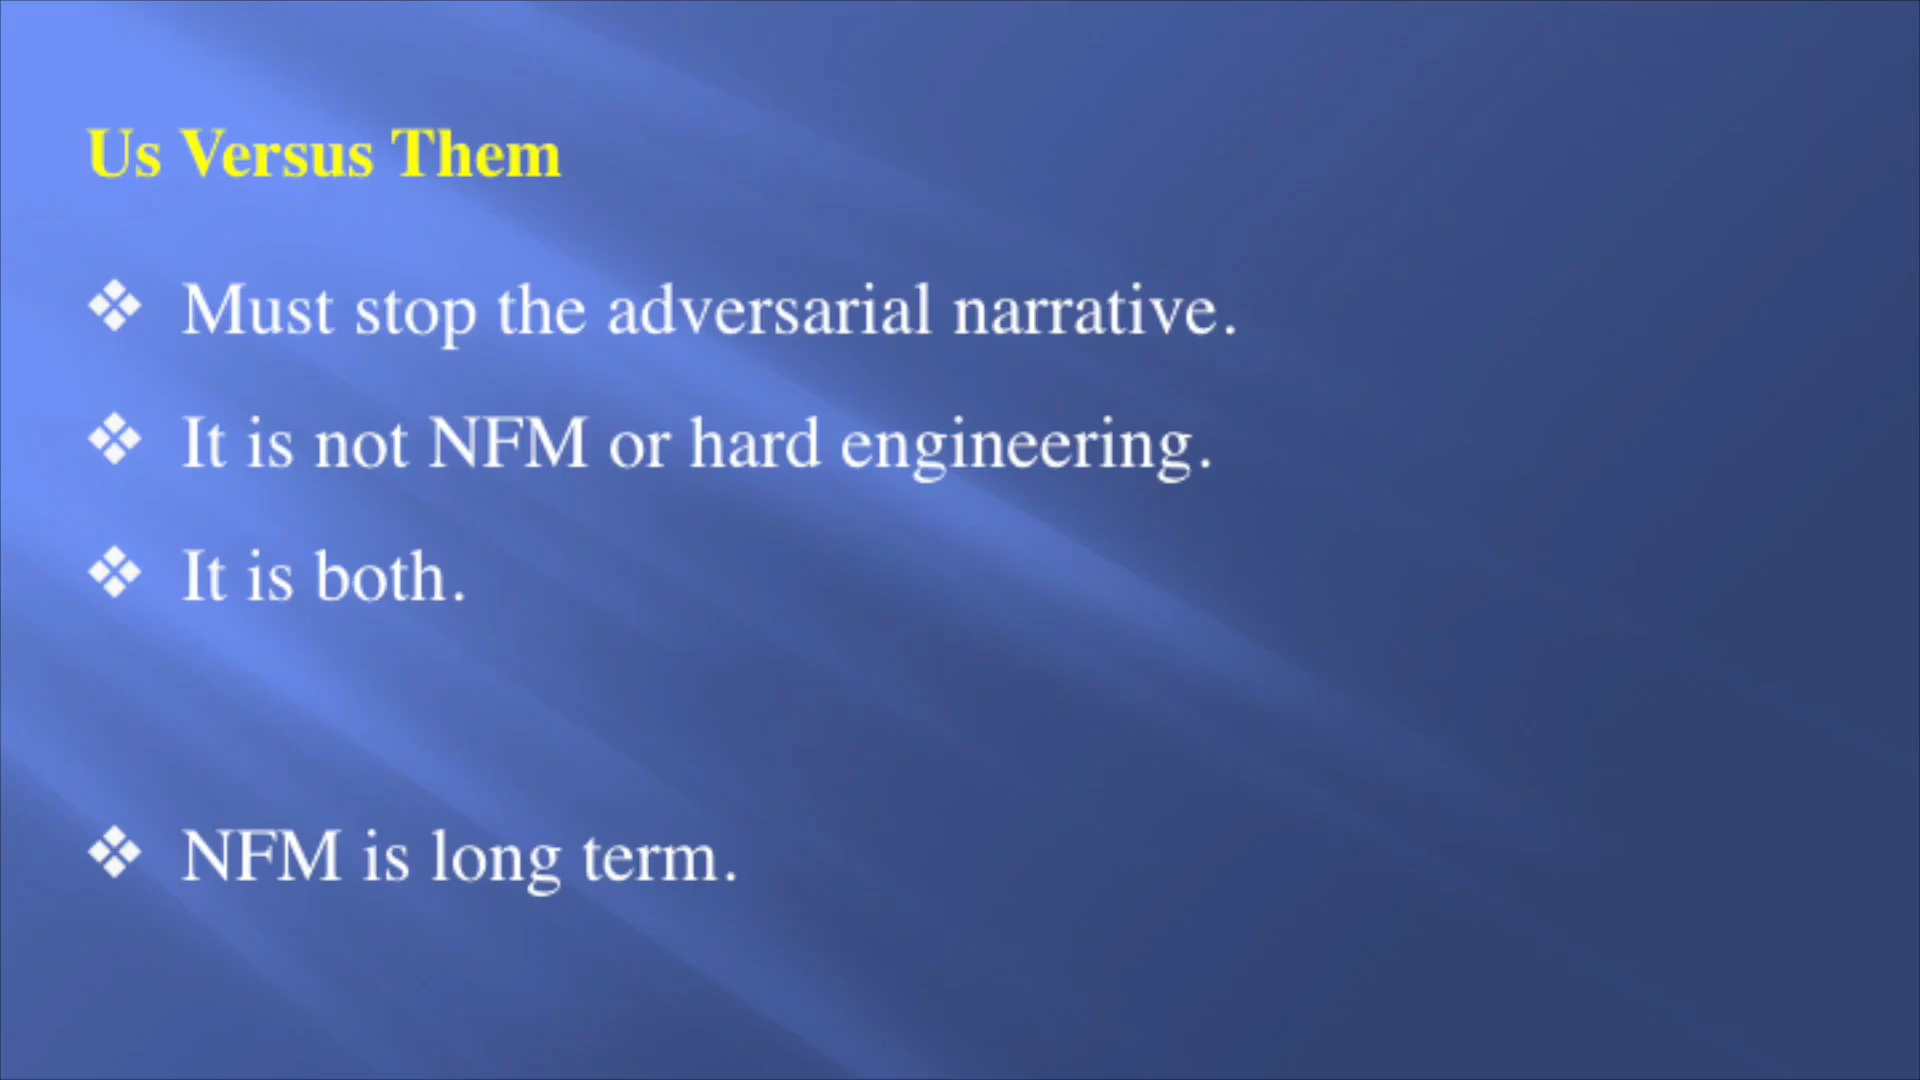 Us Versus Them
❖ Must stop the adversarial narrative.
❖ It is not NFM or hard engineering.
❖ It is both.
❖ NFM is long term.